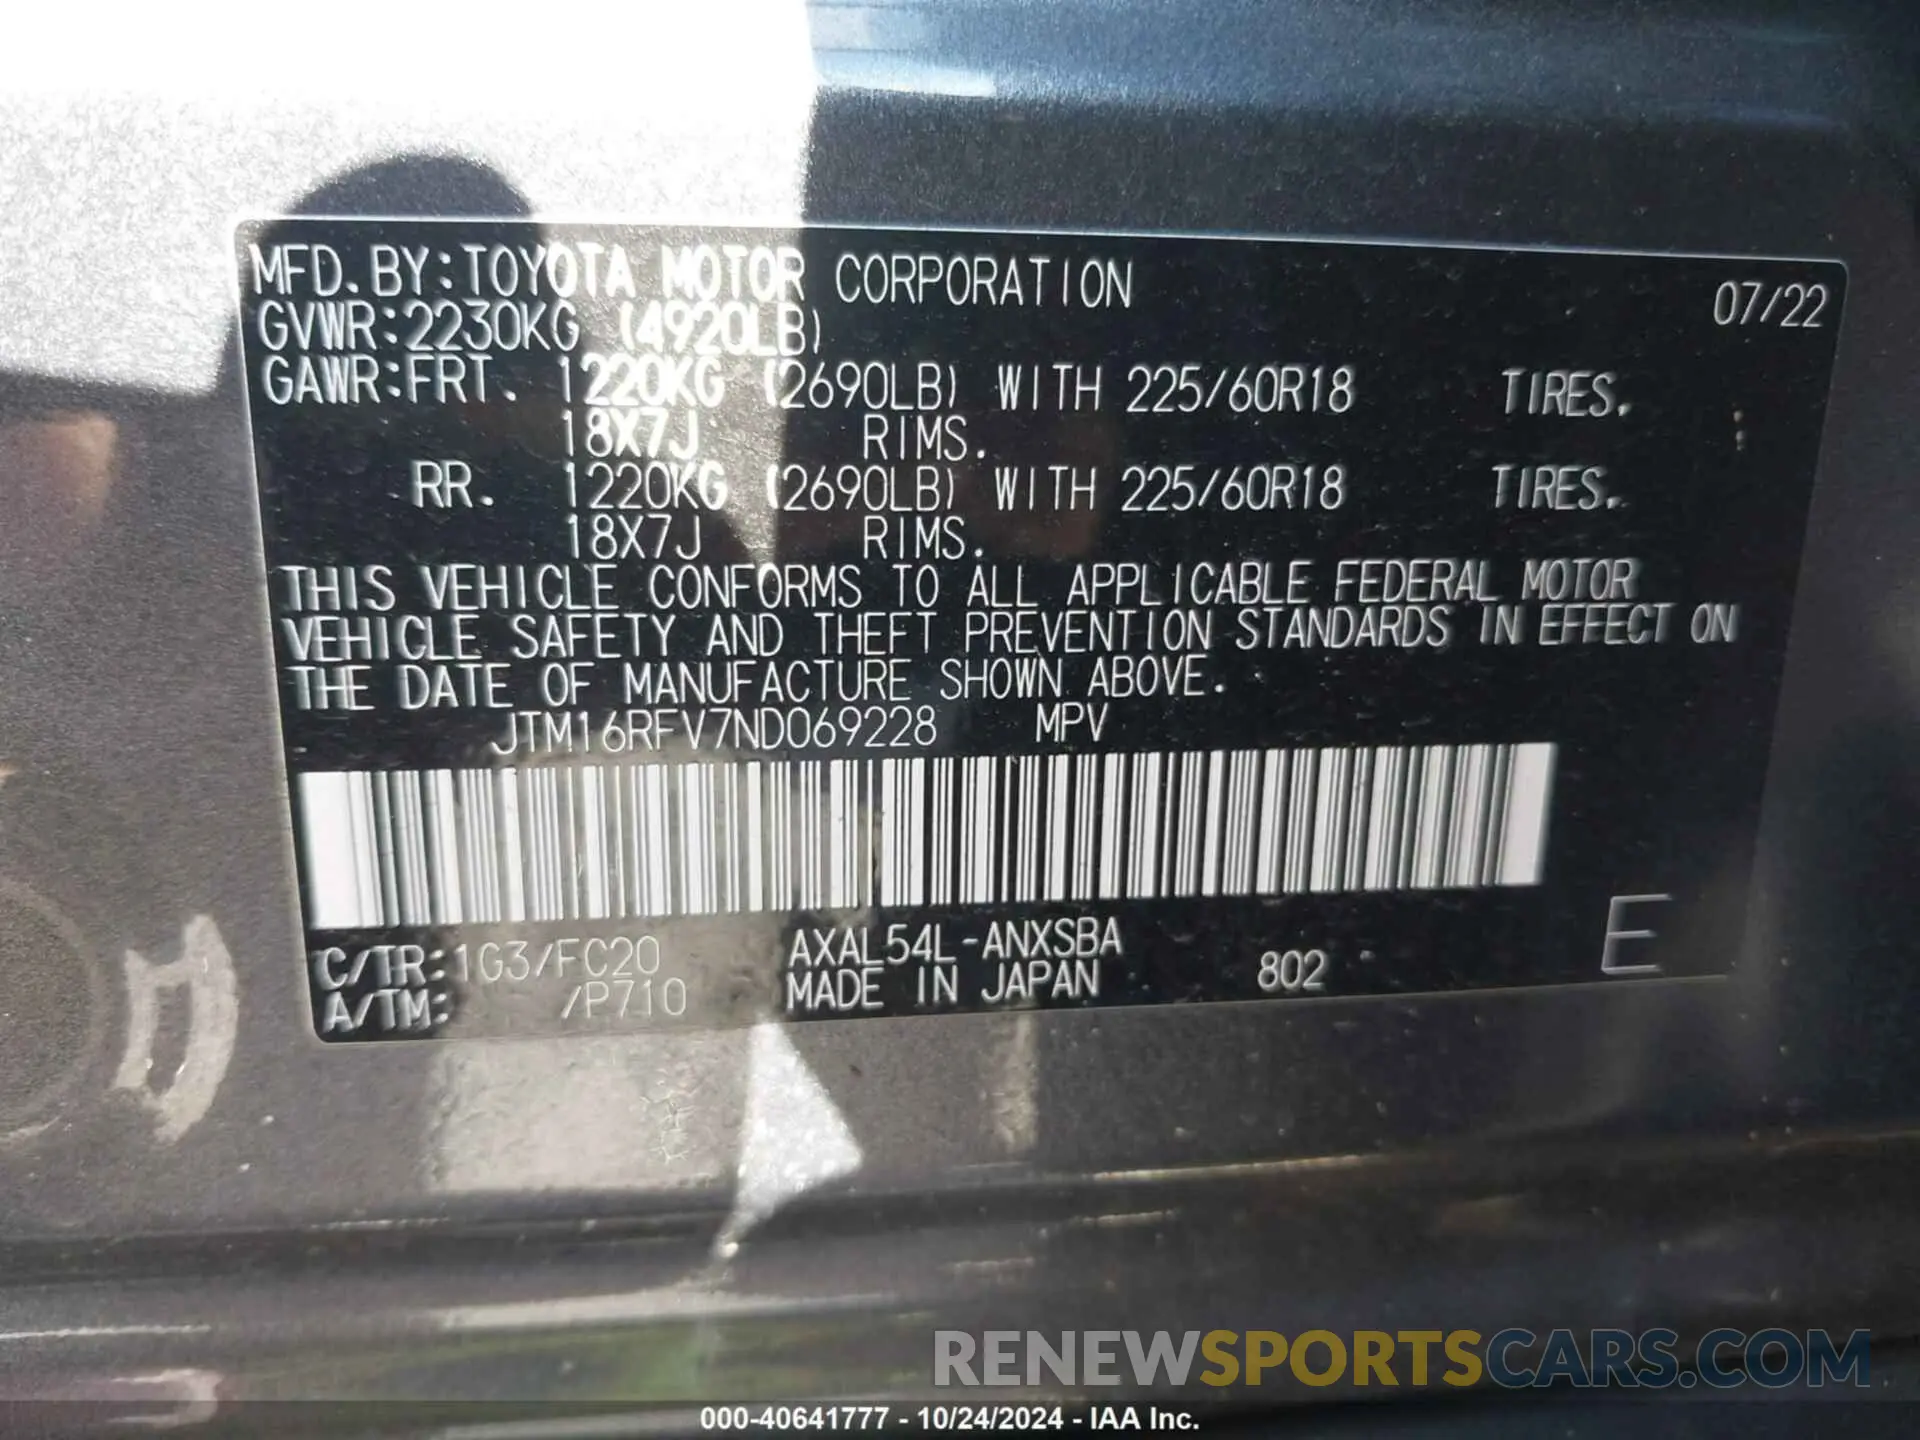 MFD. BY:TOYOTA MOTOR CORPORATION 07/22
GVWR:2230KG (4920LB)
GAWR:FRT. 1220KG (2690LB) WITH 225/60R18 TIRES.
18X7J RIMS.
RR. 1220KG (2690LB) WITH 225/60R18 TIRES.
18X7J RIMS.
THIS VEHICLE CONFORMS TO ALL APPLICABLE FEDERAL MOTOR
VEHICLE SAFETY AND THEFT PREVENTION STANDARDS IN EFFECT ON
THE DATE OF MANUFACTURE SHOWN ABOVE.
JTM16RFV7ND069228 MPV
C/TR:1G3/FC20 AXAL54L-ANXSBA
A/TM: /P710 MADE IN JAPAN 802 E
RENEWSPORTSCARS.COM
000-40641777 - 10/24/2024 - IAA Inc.